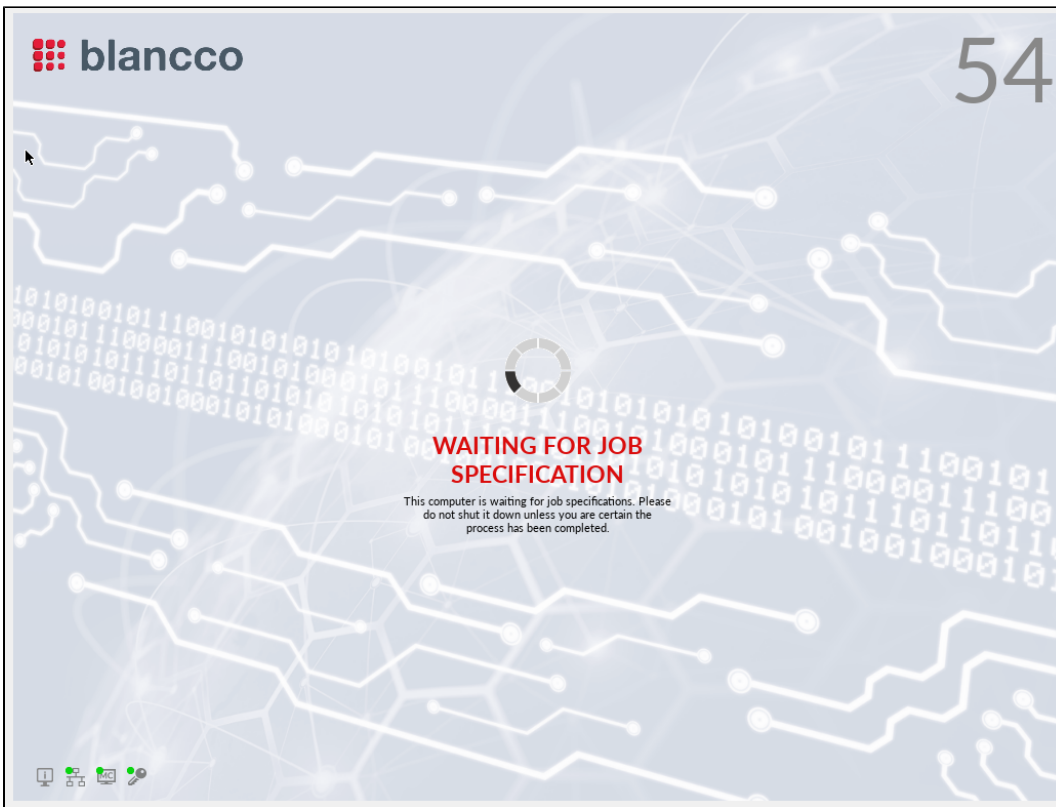 blancco
54
WAITING FOR JOB
SPECIFICATION
This computer is waiting for job specifications. Please
do not shut it down unless you are certain the
process has been completed.
i
MC